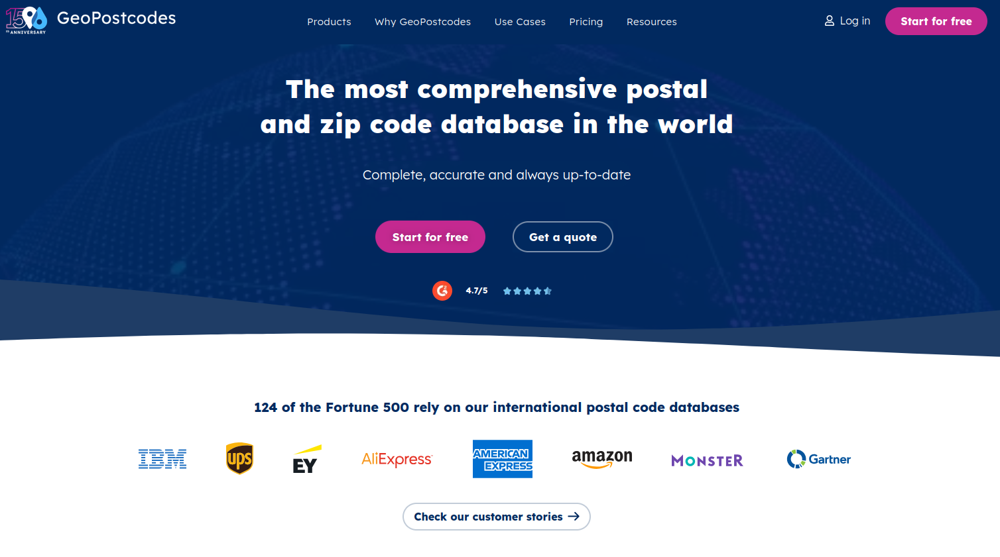 15 TH ANNIVERSARY
GeoPostcodes
Products
Why GeoPostcodes
Use Cases
Pricing
Resources
Log in
Start for free
The most comprehensive postal
and zip code database in the world
Complete, accurate and always up-to-date
Start for free
Get a quote
4.7/5
124 of the Fortune 500 rely on our international postal code databases
IBM
ups
EY
AliExpress
AMERICAN
EXPRESS
amazon
MONSTER
Gartner
Check our customer stories →